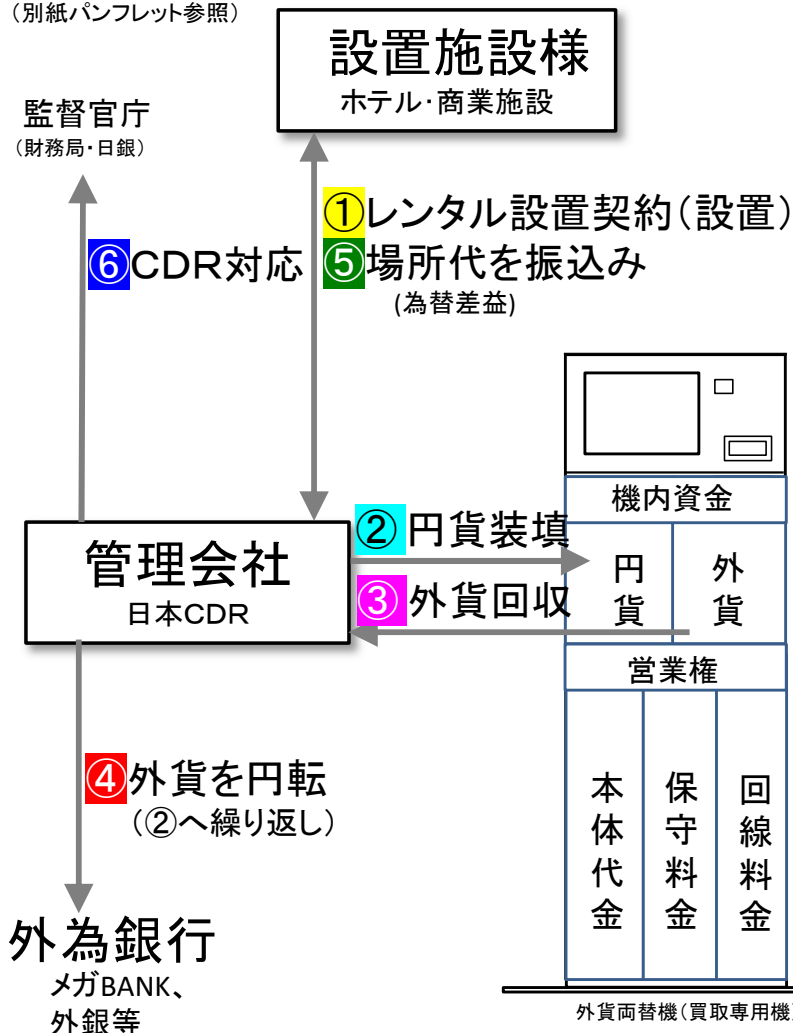 （別紙パンフレット参照）
設置施設様
ホテル･商業施設
監督官庁
（財務局･日銀）
①レンタル設置契約（設置）
⑥CDR対応
⑤場所代を振込み
(為替差益)
機内資金
管理会社
日本CDR
②円貨装填
③外貨回収
円貨
外貨
営業権
④外貨を円転
（②へ繰り返し）
本体代金
保守料金
回線料金
外為銀行
メガBANK、
外銀等
外貨両替機（買取専用機）